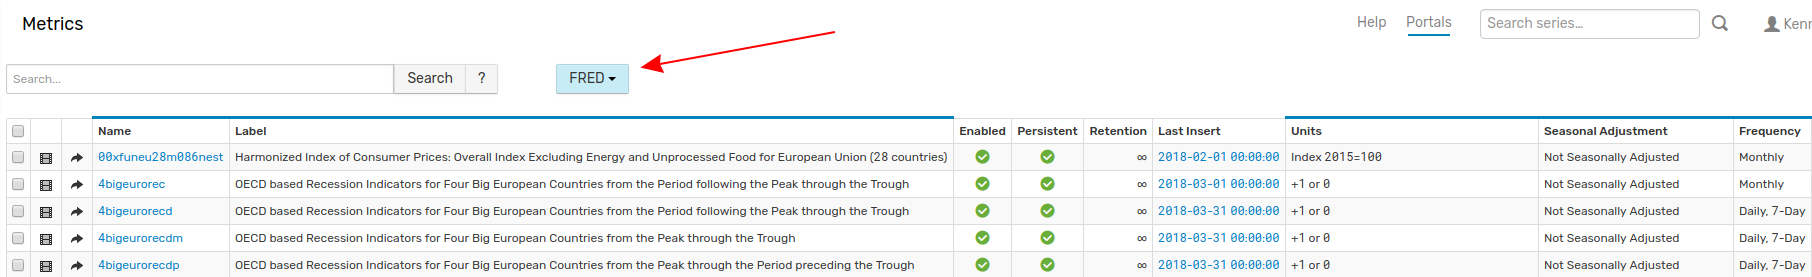 Metrics Help Portals Search series... Kenr
Search... Search ? FRED
Name Label Enabled Persistent Retention Last Insert Units Seasonal Adjustment Frequency
00xfuneu28m086nest Harmonized Index of Consumer Prices: Overall Index Excluding Energy and Unprocessed Food for European Union (28 countries) ∞ 2018-02-01 00:00:00 Index 2015=100 Not Seasonally Adjusted Monthly
4bigeurorec OECD based Recession Indicators for Four Big European Countries from the Period following the Peak through the Trough ∞ 2018-03-01 00:00:00 +1 or 0 Not Seasonally Adjusted Monthly
4bigeurorecd OECD based Recession Indicators for Four Big European Countries from the Period following the Peak through the Trough ∞ 2018-03-31 00:00:00 +1 or 0 Not Seasonally Adjusted Daily, 7-Day
4bigeurorecdm OECD based Recession Indicators for Four Big European Countries from the Peak through the Trough ∞ 2018-03-31 00:00:00 +1 or 0 Not Seasonally Adjusted Daily, 7-Day
4bigeurorecdp OECD based Recession Indicators for Four Big European Countries from the Peak through the Period preceding the Trough ∞ 2018-03-31 00:00:00 +1 or 0 Not Seasonally Adjusted Daily, 7-Day